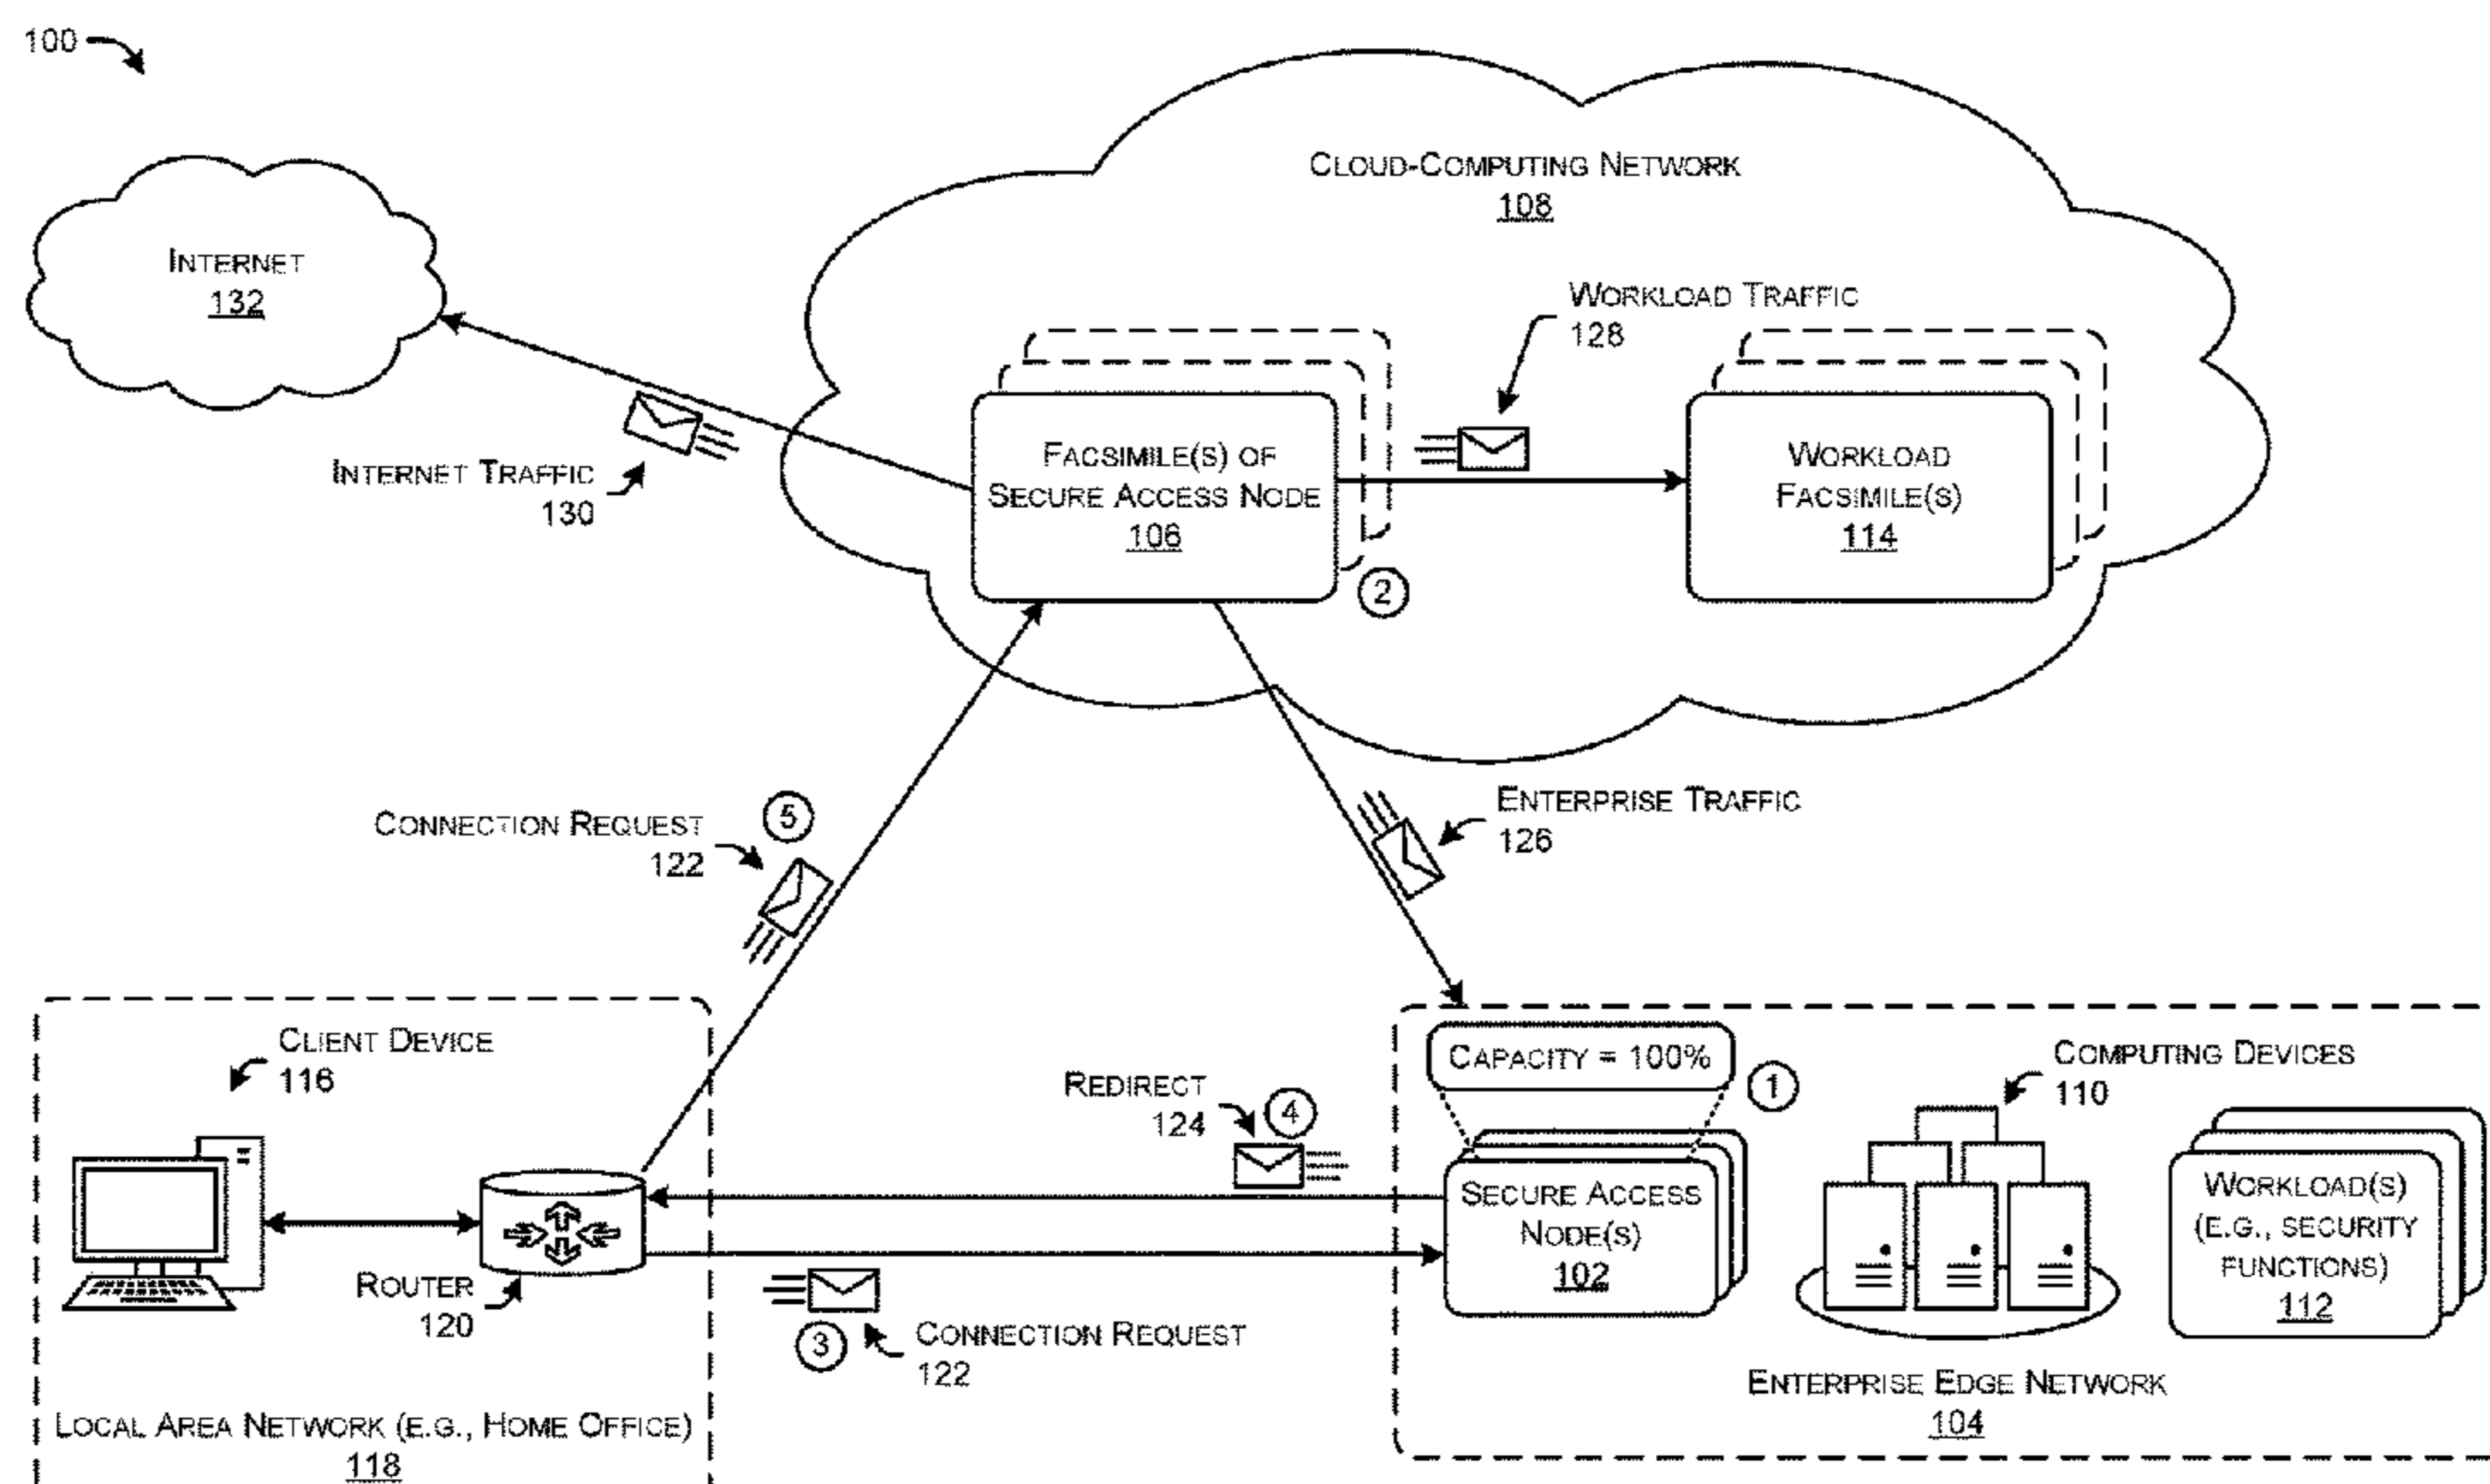 100
CLOUD-COMPUTING NETWORK
108
INTERNET
132
WORKLOAD TRAFFIC
128
FACSIMILE(S) OF
SECURE ACCESS NODE
106
WORKLOAD
FACSIMILE(S)
114
INTERNET TRAFFIC
130
2
CONNECTION REQUEST
122
5
ENTERPRISE TRAFFIC
126
CLIENT DEVICE
116
REDIRECT
124
4
CAPACITY = 100%
1
COMPUTING DEVICES
110
SECURE ACCESS
NODE(S)
102
WORKLOAD(S)
(E.G., SECURITY
FUNCTIONS)
112
ROUTER
120
3
CONNECTION REQUEST
122
ENTERPRISE EDGE NETWORK
104
LOCAL AREA NETWORK (E.G., HOME OFFICE)
118